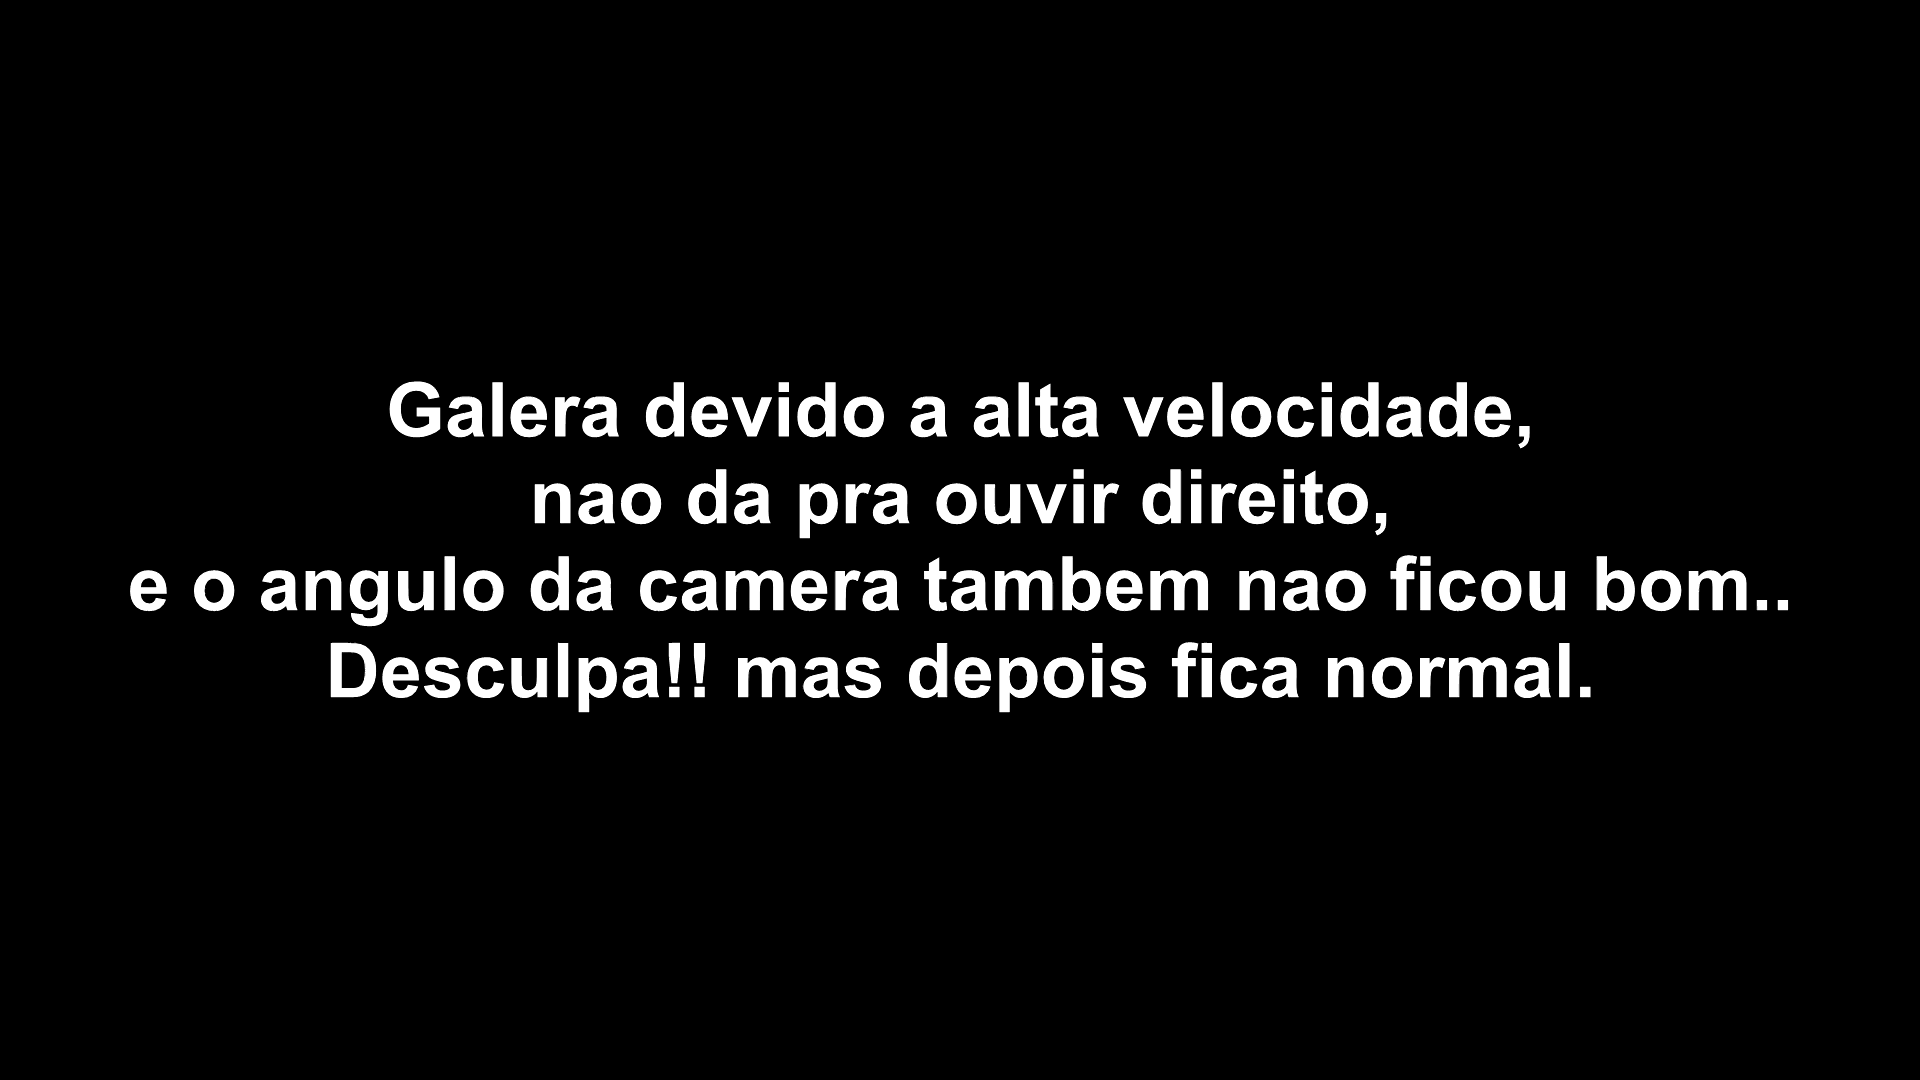 Galera devido a alta velocidade,
nao da pra ouvir direito,
e o angulo da camera tambem nao ficou bom..
Desculpa!! mas depois fica normal.